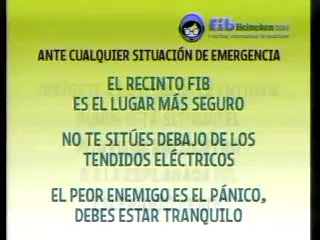 fib Heineken
ANTE CUALQUIER SITUACIÓN DE EMERGENCIA
EL RECINTO FIB
ES EL LUGAR MÁS SEGURO
NO TE SITÚES DEBAJO DE LOS
TENDIDOS ELÉCTRICOS
EL PEOR ENEMIGO ES EL PÁNICO,
DEBES ESTAR TRANQUILO